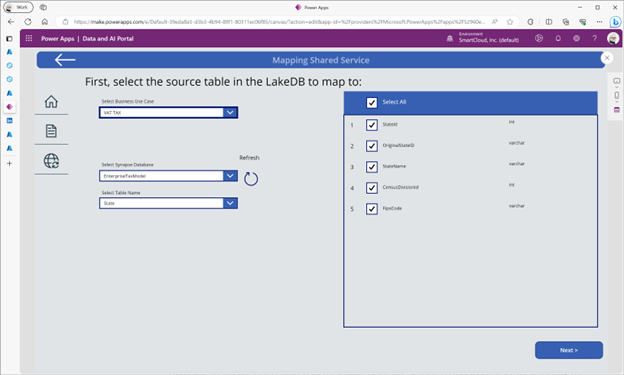 Work
Power Apps
https://make.powerapps.com/e/Default-39eda8a5-d3b3-4b94-8ff1-80311ec06f85/canvas/?action=edit&app-id=%2Fproviders%2FMicrosoft.PowerApps%2Fapps%2F52960e...
Power Apps | Data and AI Portal
Environment
SmartCloud, Inc. (default)
Mapping Shared Service
First, select the source table in the LakeDB to map to:
Select Business Use Case
VAT TAX
Select Synapse Database
EnterpriseTaxModel
Refresh
Select Table Name
State
Select All
1 StateId int
2 OriginalStateID varchar
3 StateName varchar
4 CensusDivisionId int
5 FipsCode varchar
Next >